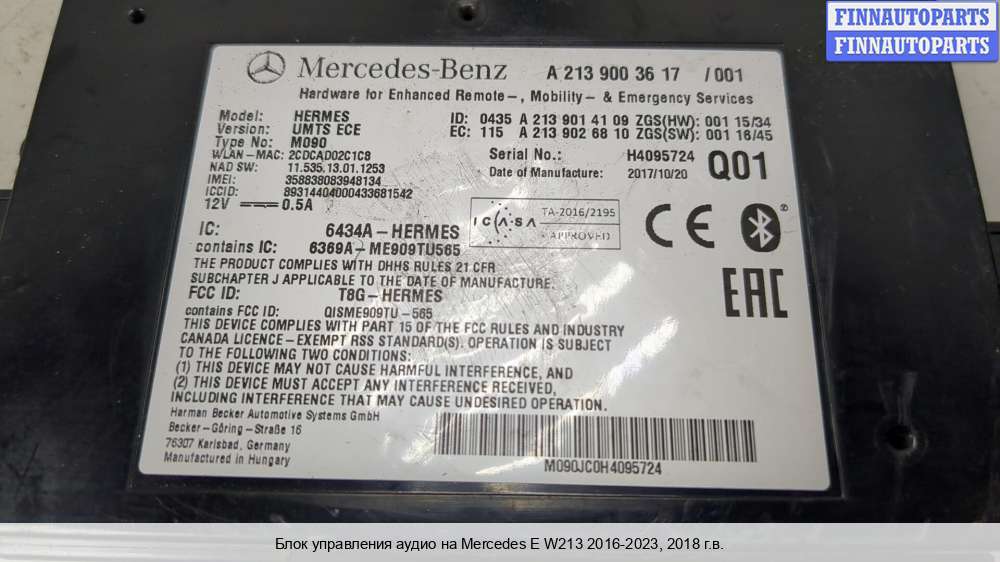 FINNAUTOPARTS
FINNAUTOPARTS
Mercedes-Benz A 213 900 36 17 /001
Hardware for Enhanced Remote-, Mobility- & Emergency Services
Model: HERMES ID: 0435 A 213 901 41 09 ZGS(HW): 001 15/34
Version: UMTS ECE EC: 115 A 213 902 68 10 ZGS(SW): 001 16/45
Type No: M090
WLAN-MAC: 2CDCAD02C1C8 Serial No.: H4095724 Q01
NAD SW: 11.535.13.01.1253 Date of Manufacture: 2017/10/20
IMEI: 358838083948134
ICCID: 89314404000433681542
12V 0.5A
ICASA TA-2016/2195
APPROVED
CE
IC: 6434A-HERMES
contains IC: 6369A-ME909TU565
THE PRODUCT COMPLIES WITH DHHS RULES 21 CFR
SUBCHAPTER J APPLICABLE TO THE DATE OF MANUFACTURE.
EAC
FCC ID: T8G-HERMES
contains FCC ID: QISME909TU-565
THIS DEVICE COMPLIES WITH PART 15 OF THE FCC RULES AND INDUSTRY
CANADA LICENCE-EXEMPT RSS STANDARD(S). OPERATION IS SUBJECT
TO THE FOLLOWING TWO CONDITIONS:
(1) THIS DEVICE MAY NOT CAUSE HARMFUL INTERFERENCE, AND
(2) THIS DEVICE MUST ACCEPT ANY INTERFERENCE RECEIVED,
INCLUDING INTERFERENCE THAT MAY CAUSE UNDESIRED OPERATION.
Harman Becker Automotive Systems GmbH
Becker-Göring-Straße 16
76307 Karlsbad, Germany
Manufactured in Hungary
M090JC0H4095724
Блок управления аудио на Mercedes E W213 2016-2023, 2018 г.в.